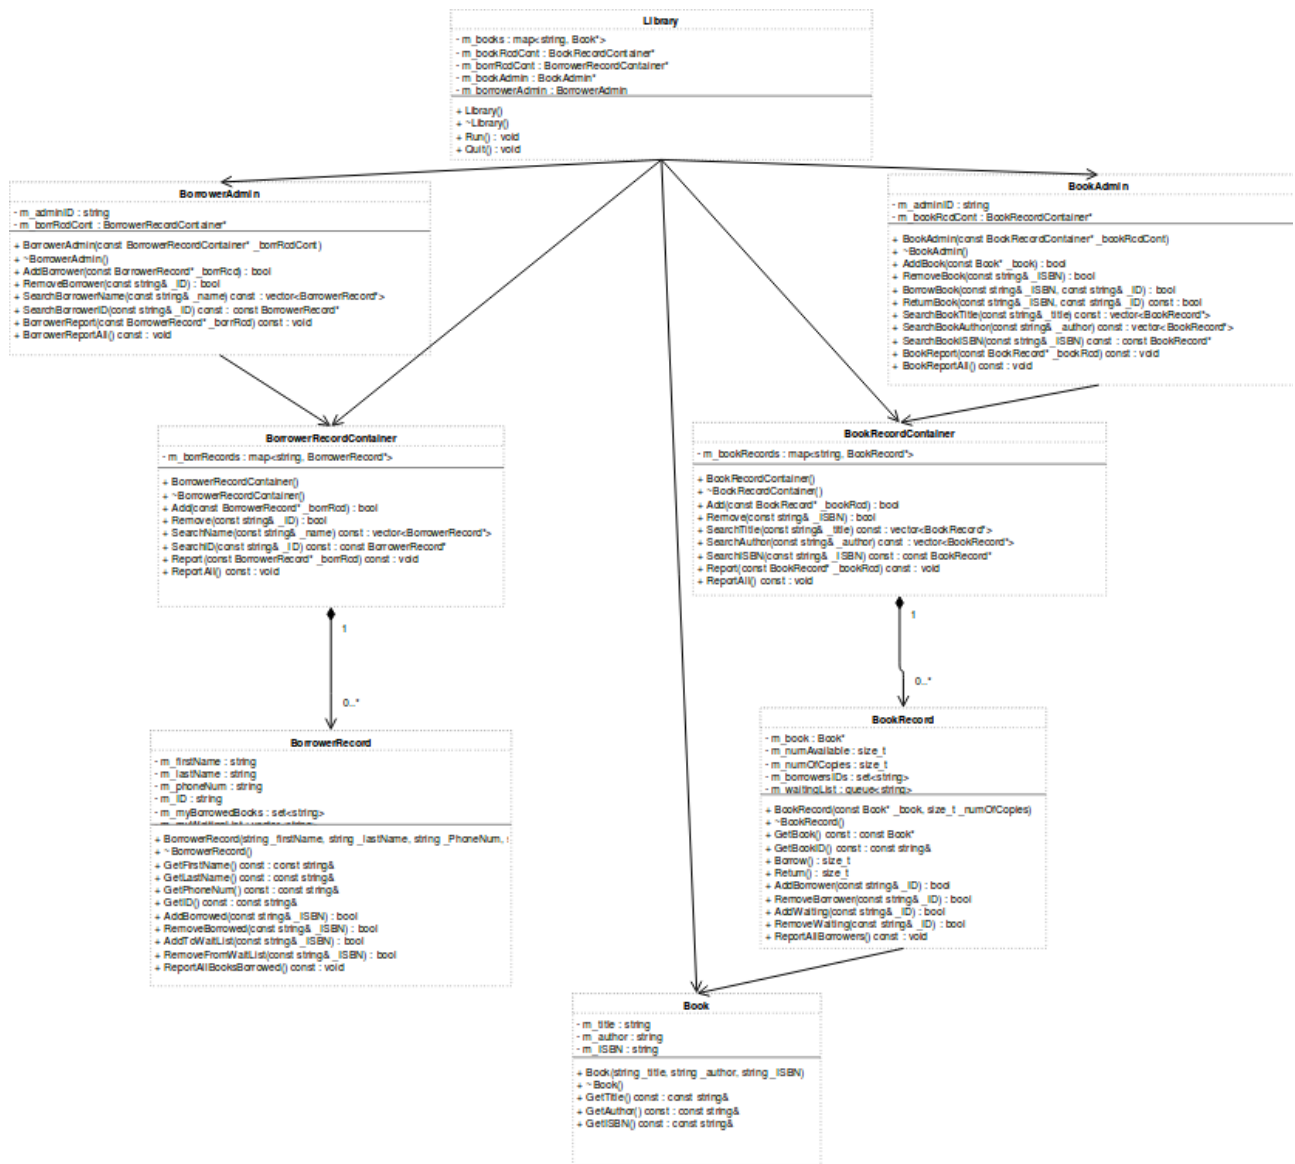 Library
- m_books : map<string, Book*>
- m_bookRcdCont : BookRecordContainer*
- m_borrRcdCont : BorrowerRecordContainer*
- m_bookAdmin : BookAdmin*
- m_borrowerAdmin : BorrowerAdmin
+ Library()
+ ~Library()
+ Run() : void
+ Quit() : void
BorrowerAdmin
- m_adminID : string
- m_borrRcdCont : BorrowerRecordContainer*
+ BorrowerAdmin(const BorrowerRecordContainer* _borrRcdCont)
+ ~BorrowerAdmin()
+ AddBorrower(const BorrowerRecord* _borrRcd) : bool
+ RemoveBorrower(const string& _ID) : bool
+ SearchBorrowerName(const string& _name) const : vector<BorrowerRecord*>
+ SearchBorrowerID(const string& _ID) const : const BorrowerRecord*
+ BorrowerReport(const BorrowerRecord* _borrRcd) const : void
+ BorrowerReportAll() const : void
BookAdmin
- m_adminID : string
- m_bookRcdCont : BookRecordContainer*
+ BookAdmin(const BookRecordContainer* _bookRcdCont)
+ ~BookAdmin()
+ AddBook(const Book* _book) : bool
+ RemoveBook(const string& _ISBN) : bool
+ BorrowBook(const string& _ISBN, const string& _ID) : bool
+ ReturnBook(const string& _ISBN, const string& _ID) const : bool
+ SearchBookTitle(const string& _title) const : vector<BookRecord*>
+ SearchBookAuthor(const string& _author) const : vector<BookRecord*>
+ SearchBookISBN(const string& _ISBN) const : const BookRecord*
+ BookReport(const BookRecord* _bookRcd) const : void
+ BookReportAll() const : void
BorrowerRecordContainer
- m_borrRecords : map<string, BorrowerRecord*>
+ BorrowerRecordContainer()
+ ~BorrowerRecordContainer()
+ Add(const BorrowerRecord* _borrRcd) : bool
+ Remove(const string& _ID) : bool
+ SearchName(const string& _name) const : vector<BorrowerRecord*>
+ SearchID(const string& _ID) const : const BorrowerRecord*
+ Report(const BorrowerRecord* _borrRcd) const : void
+ ReportAll() const : void
BookRecordContainer
- m_bookRecords : map<string, BookRecord*>
+ BookRecordContainer()
+ ~BookRecordContainer()
+ Add(const BookRecord* _bookRcd) : bool
+ Remove(const string& _ISBN) : bool
+ SearchTitle(const string& _title) const : vector<BookRecord*>
+ SearchAuthor(const string& _author) const : vector<BookRecord*>
+ SearchISBN(const string& _ISBN) const : const BookRecord*
+ Report(const BookRecord* _bookRcd) const : void
+ ReportAll() const : void
1
0..*
1
0..*
BorrowerRecord
- m_firstName : string
- m_lastName : string
- m_phoneNum : string
- m_ID : string
- m_myBorrowedBooks : set<string>
+ BorrowerRecord(string _firstName, string _lastName, string _PhoneNum,
+ ~BorrowerRecord()
+ GetFirstName() const : const string&
+ GetLastName() const : const string&
+ GetPhoneNum() const : const string&
+ GetID() const : const string&
+ AddBorrowed(const string& _ISBN) : bool
+ RemoveBorrowed(const string& _ISBN) : bool
+ AddToWaitList(const string& _ISBN) : bool
+ RemoveFromWaitList(const string& _ISBN) : bool
+ ReportAllBooksBorrowed() const : void
BookRecord
- m_book : Book*
- m_numAvailable : size_t
- m_numOfCopies : size_t
- m_borrowersIDs : set<string>
- m_waitingList : queue<string>
+ BookRecord(const Book* _book, size_t _numOfCopies)
+ ~BookRecord()
+ GetBook() const : const Book*
+ GetBookID() const : const string&
+ Borrow() : size_t
+ Return() : size_t
+ AddBorrower(const string& _ID) : bool
+ RemoveBorrower(const string& _ID) : bool
+ AddWaiting(const string& _ID) : bool
+ RemoveWaiting(const string& _ID) : bool
+ ReportAllBorrowers() const : void
Book
- m_title : string
- m_author : string
- m_ISBN : string
+ Book(string _title, string _author, string _ISBN)
+ ~Book()
+ GetTitle() const : const string&
+ GetAuthor() const : const string&
+ GetISBN() const : const string&